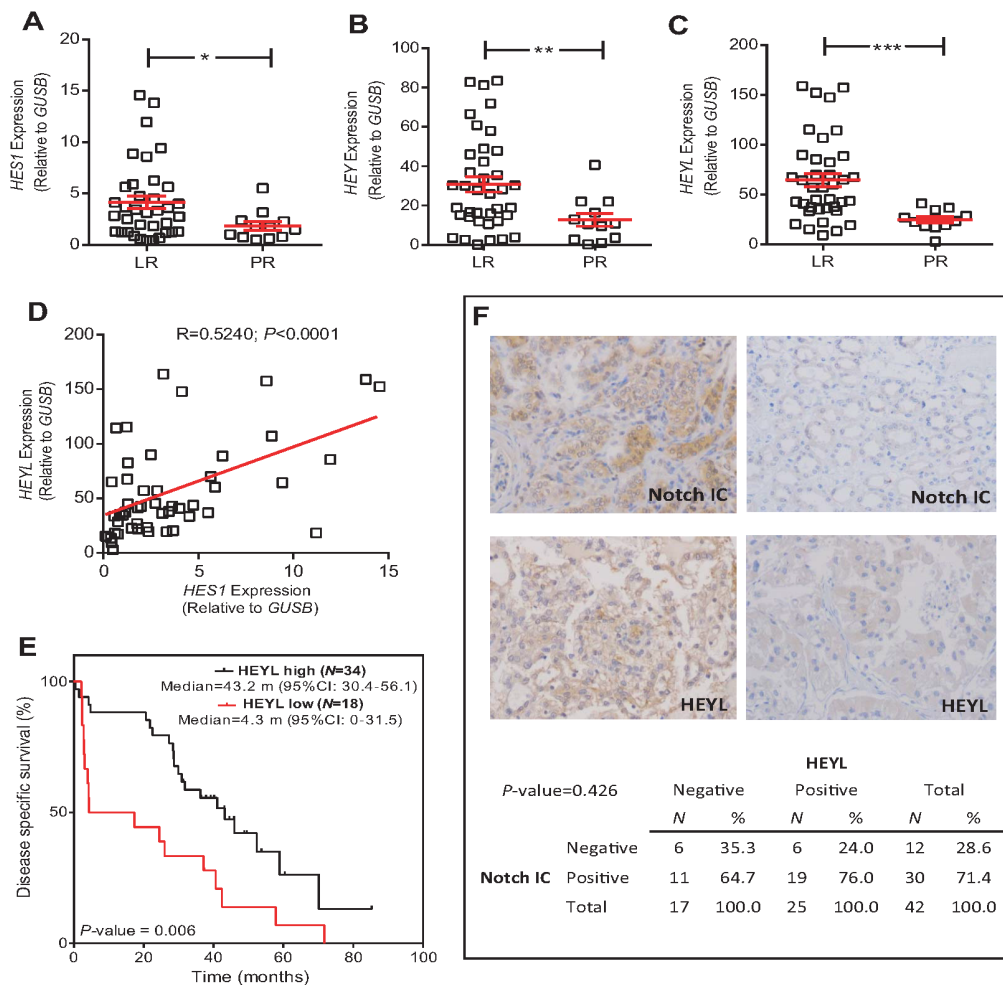 A
HES1 Expression
(Relative to GUSB)
20
15
10
5
0
*
LR
PR
B
HEY Expression
(Relative to GUSB)
100
80
60
40
20
0
**
LR
PR
C
HEYL Expression
(Relative to GUSB)
200
150
100
50
0
***
LR
PR
D
HEYL Expression
(Relative to GUSB)
200
150
100
50
0
R=0.5240; P<0.0001
0
5
10
15
HES1 Expression
(Relative to GUSB)
E
Disease specific survival (%)
100
50
0
HEYL high (N=34)
Median=43.2 m (95%CI: 30.4-56.1)
HEYL low (N=18)
Median=4.3 m (95%CI: 0-31.5)
P-value = 0.006
0 20 40 60 80 100
Time (months)
F
Notch IC
Notch IC
HEYL
HEYL
HEYL
P-value=0.426 Negative Positive Total
N % N % N %
Negative 6 35.3 6 24.0 12 28.6
Notch IC Positive 11 64.7 19 76.0 30 71.4
Total 17 100.0 25 100.0 42 100.0